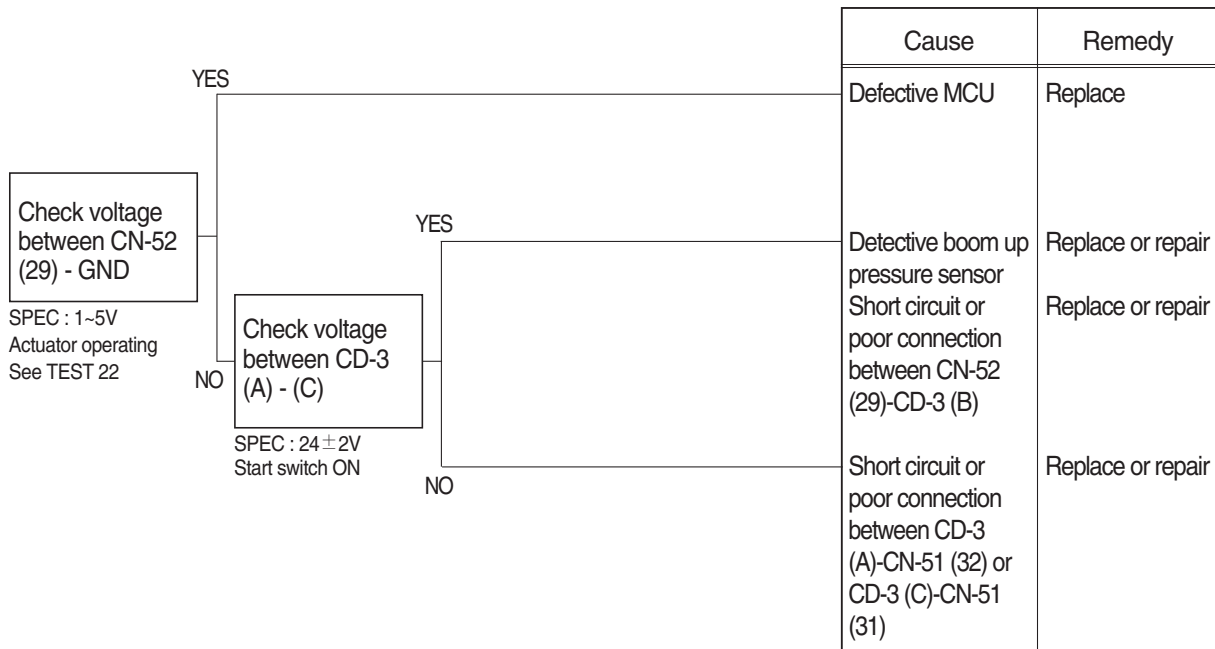 Cause Remedy
YES
Defective MCU Replace
Check voltage
between CN-52
(29) - GND
SPEC : 1~5V
Actuator operating
See TEST 22
NO
YES
Detective boom up Replace or repair
pressure sensor
Short circuit or Replace or repair
poor connection
between CN-52
(29)-CD-3 (B)
Check voltage
between CD-3
(A) - (C)
SPEC : 24±2V
Start switch ON
NO
Short circuit or Replace or repair
poor connection
between CD-3
(A)-CN-51 (32) or
CD-3 (C)-CN-51
(31)